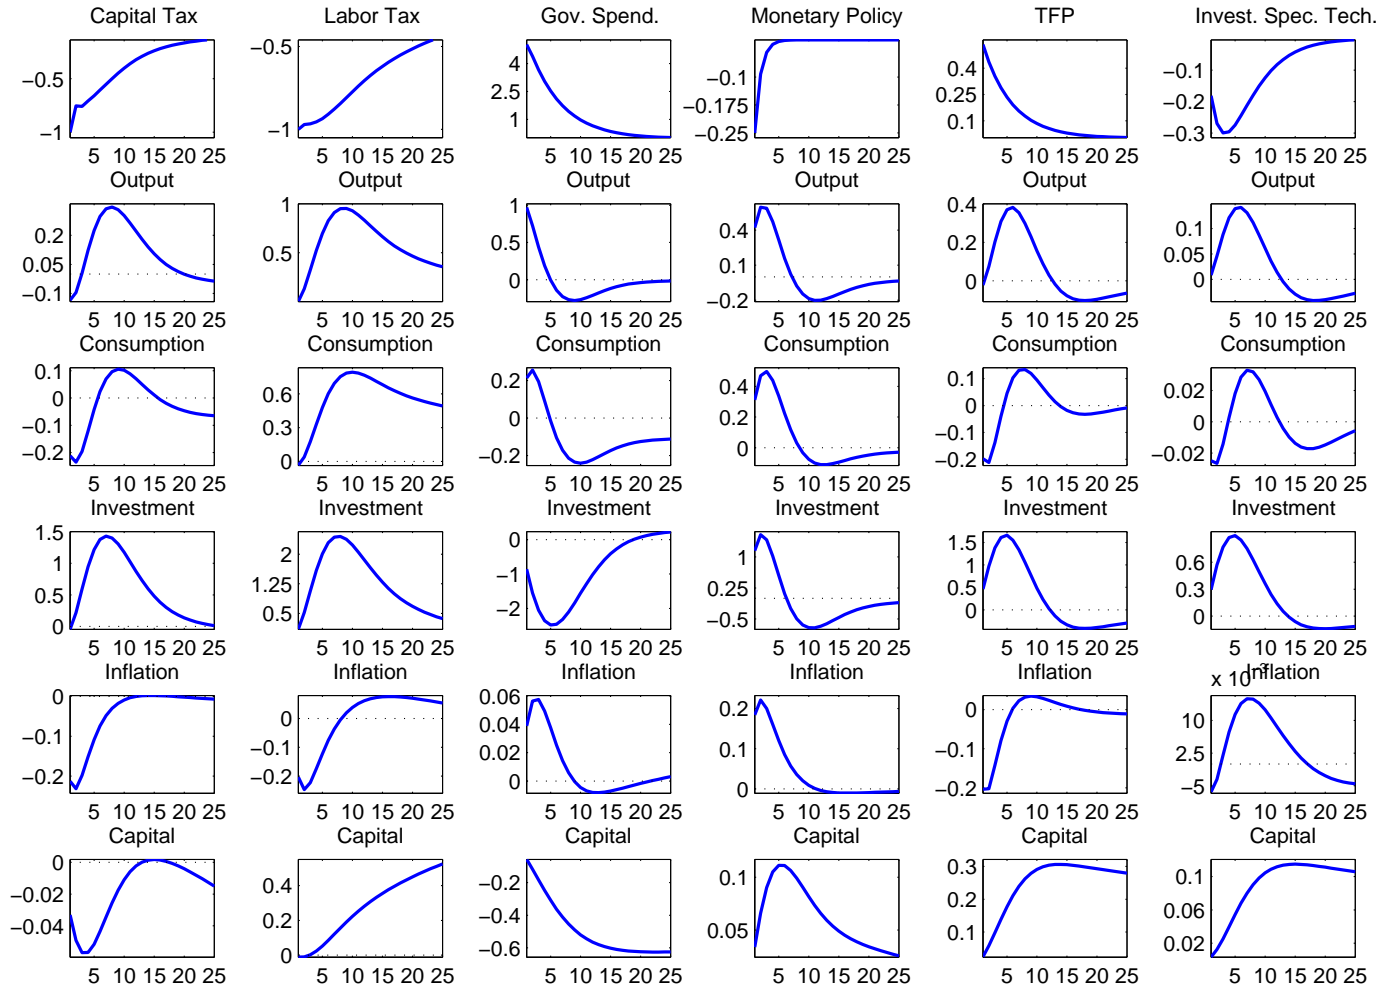 Capital Tax Labor Tax Gov. Spend. Monetary Policy TFP Invest. Spec. Tech.
−0.5 −1 5 10 15 20 25
−0.5 −1 5 10 15 20 25
4 2.5 1 5 10 15 20 25
−0.1 −0.175 −0.25 5 10 15 20 25
0.4 0.25 0.1 5 10 15 20 25
−0.1 −0.2 −0.3 5 10 15 20 25
Output Output Output Output Output Output
0.2 0.05 −0.1 5 10 15 20 25
1 0.5 5 10 15 20 25
1 0.5 0 5 10 15 20 25
0.4 0.1 −0.2 5 10 15 20 25
0.4 0.2 0 5 10 15 20 25
0.1 0.05 0 5 10 15 20 25
Consumption Consumption Consumption Consumption Consumption Consumption
0.1 0 −0.1 −0.2 5 10 15 20 25
0.6 0.3 0 5 10 15 20 25
0.2 0 −0.2 5 10 15 20 25
0.4 0.2 0 5 10 15 20 25
0.1 0 −0.1 −0.2 5 10 15 20 25
0.02 0 −0.02 5 10 15 20 25
Investment Investment Investment Investment Investment Investment
1.5 1 0.5 0 5 10 15 20 25
2 1.25 0.5 5 10 15 20 25
0 −1 −2 5 10 15 20 25
1 0.25 −0.5 5 10 15 20 25
1.5 1 0.5 0 5 10 15 20 25
0.6 0.3 0 5 10 15 20 25
Inflation Inflation Inflation Inflation Inflation Inflation
0 −0.1 −0.2 5 10 15 20 25
0 −0.1 −0.2 5 10 15 20 25
0.06 0.04 0.02 0 5 10 15 20 25
0.2 0.1 0 5 10 15 20 25
0 −0.1 −0.2 5 10 15 20 25
x 10−3 10 2.5 −5 5 10 15 20 25
Capital Capital Capital Capital Capital Capital
0 −0.02 −0.04 5 10 15 20 25
0.4 0.2 0 5 10 15 20 25
−0.2 −0.4 −0.6 5 10 15 20 25
0.1 0.05 5 10 15 20 25
0.3 0.2 0.1 5 10 15 20 25
0.1 0.06 0.02 5 10 15 20 25